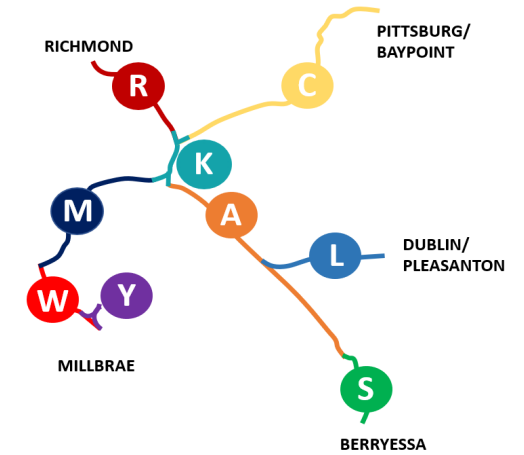 PITTSBURG/
BAYPOINT
RICHMOND
R
C
K
M
A
DUBLIN/
PLEASANTON
L
W
Y
MILLBRAE
S
BERRYESSA